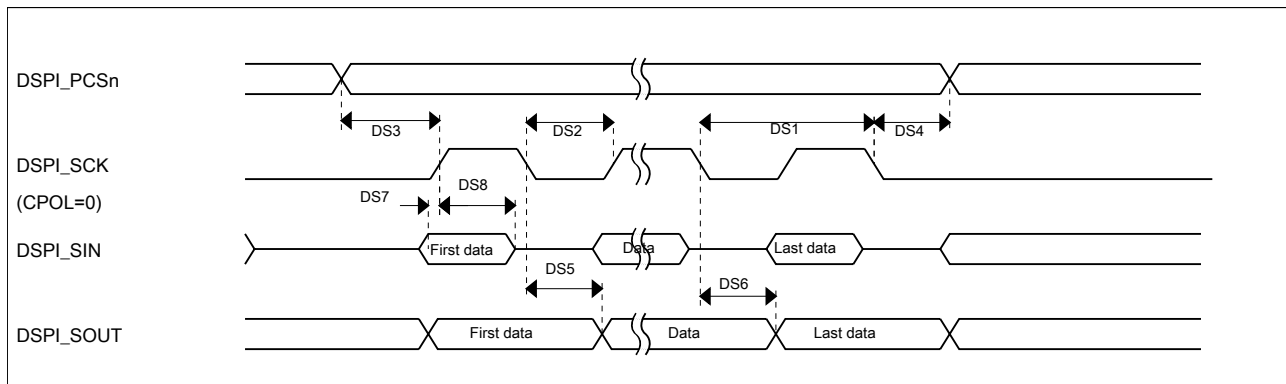 DSPI_PCSn
DS3
DS2
DS1
DS4
DSPI_SCK
(CPOL=0)
DS7
DS8
DSPI_SIN
First data
Data
Last data
DS5
DS6
DSPI_SOUT
First data
Data
Last data